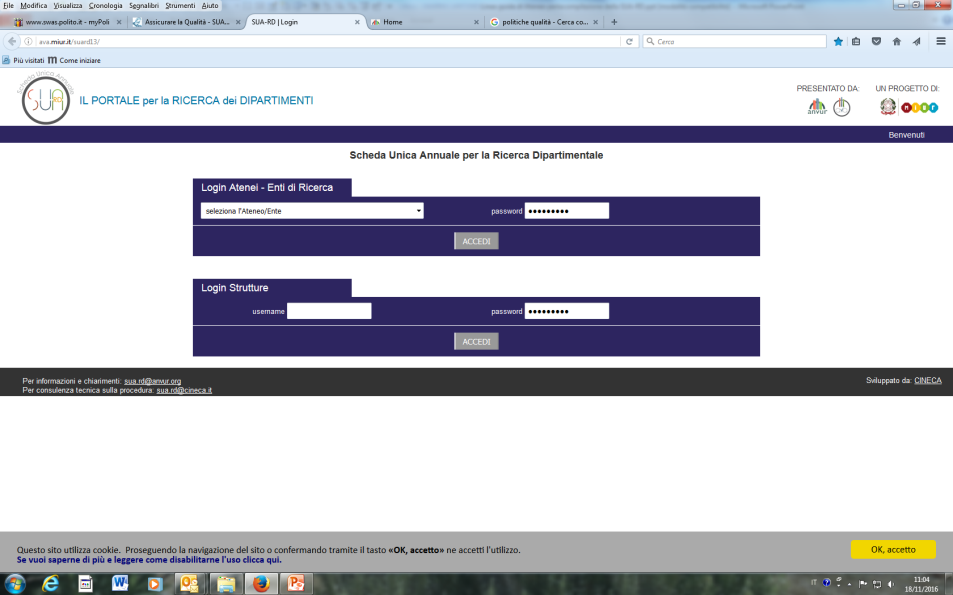 File Modifica Visualizza Cronologia Segnalibri Strumenti Aiuto
www.swas.polito.it - myPoli × Assicurare la Qualità - SUA... × SUA-RD | Login × Home × politiche qualità - Cerca co... × +
ava.miur.it/suard13/ Cerca
Più visitati Come iniziare
Scheda Unica Annuale
SUA
IL PORTALE per la RICERCA dei DIPARTIMENTI
PRESENTATO DA: UN PROGETTO DI:
anvur
Benvenuti
Scheda Unica Annuale per la Ricerca Dipartimentale
Login Atenei - Enti di Ricerca
seleziona l'Ateneo/Ente password ●●●●●●●●●
ACCEDI
Login Strutture
username password ●●●●●●●●●
ACCEDI
Per informazioni e chiarimenti: sua.rd@anvur.org
Per consulenza tecnica sulla procedura: sua.rd@cineca.it
Sviluppato da: CINECA
Questo sito utilizza cookie. Proseguendo la navigazione del sito o confermando tramite il tasto «OK, accetto» ne accetti l'utilizzo.
Se vuoi saperne di più e leggere come disabilitarne l'uso clicca qui.
OK, accetto
IT 11:04
18/11/2016